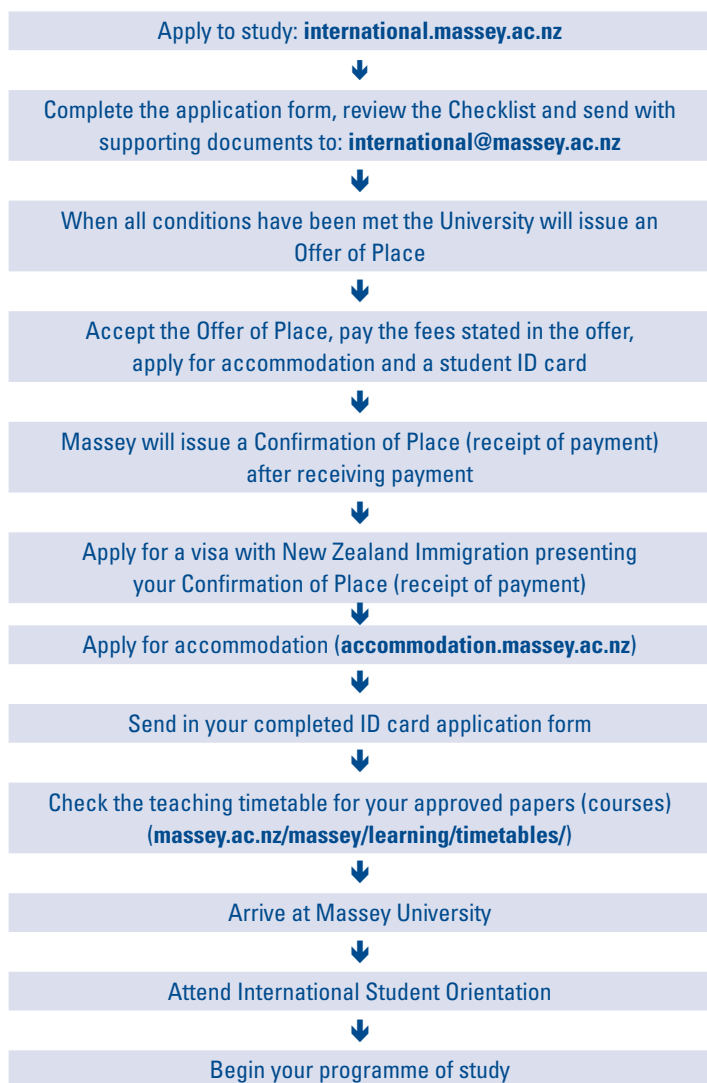 Apply to study: international.massey.ac.nz
Complete the application form, review the Checklist and send with
supporting documents to: international@massey.ac.nz
When all conditions have been met the University will issue an
Offer of Place
Accept the Offer of Place, pay the fees stated in the offer,
apply for accommodation and a student ID card
Massey will issue a Confirmation of Place (receipt of payment)
after receiving payment
Apply for a visa with New Zealand Immigration presenting
your Confirmation of Place (receipt of payment)
Apply for accommodation (accommodation.massey.ac.nz)
Send in your completed ID card application form
Check the teaching timetable for your approved papers (courses)
(massey.ac.nz/massey/learning/timetables/)
Arrive at Massey University
Attend International Student Orientation
Begin your programme of study